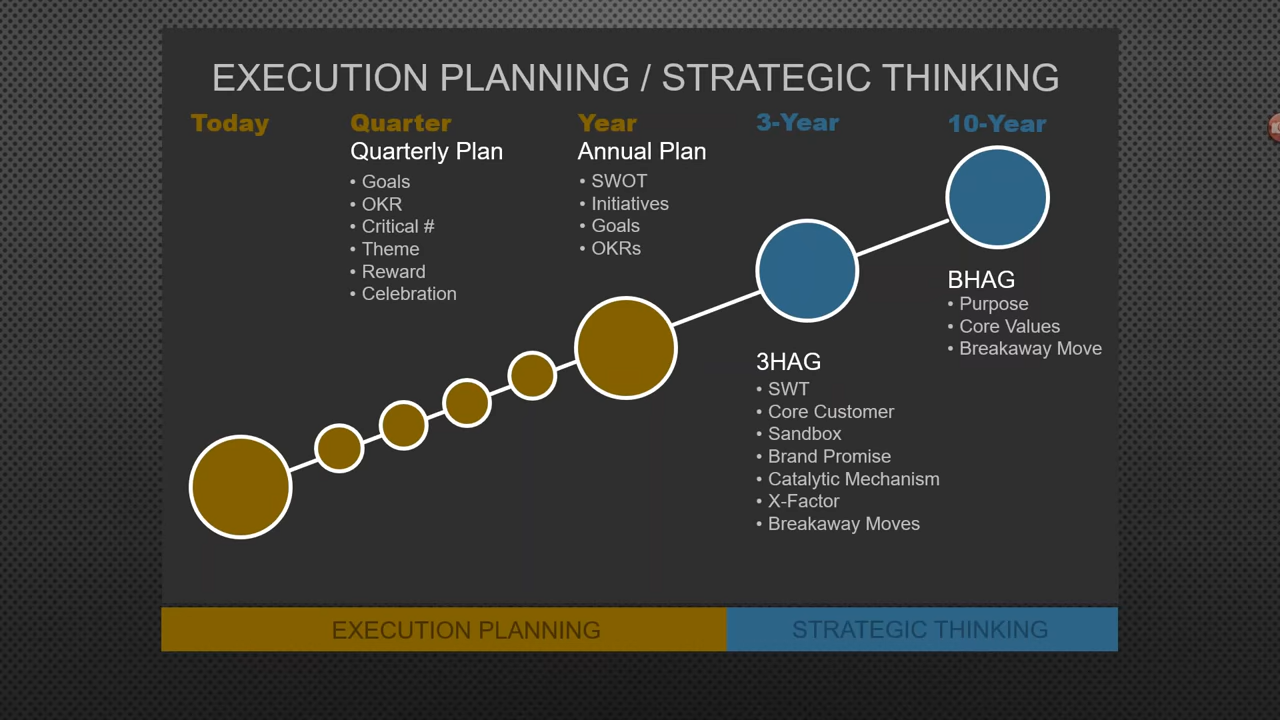 EXECUTION PLANNING / STRATEGIC THINKING
Today
Quarter
Quarterly Plan
• Goals
• OKR
• Critical #
• Theme
• Reward
• Celebration
Year
Annual Plan
• SWOT
• Initiatives
• Goals
• OKRs
3-Year
3HAG
• SWT
• Core Customer
• Sandbox
• Brand Promise
• Catalytic Mechanism
• X-Factor
• Breakaway Moves
10-Year
BHAG
• Purpose
• Core Values
• Breakaway Move
EXECUTION PLANNING
STRATEGIC THINKING